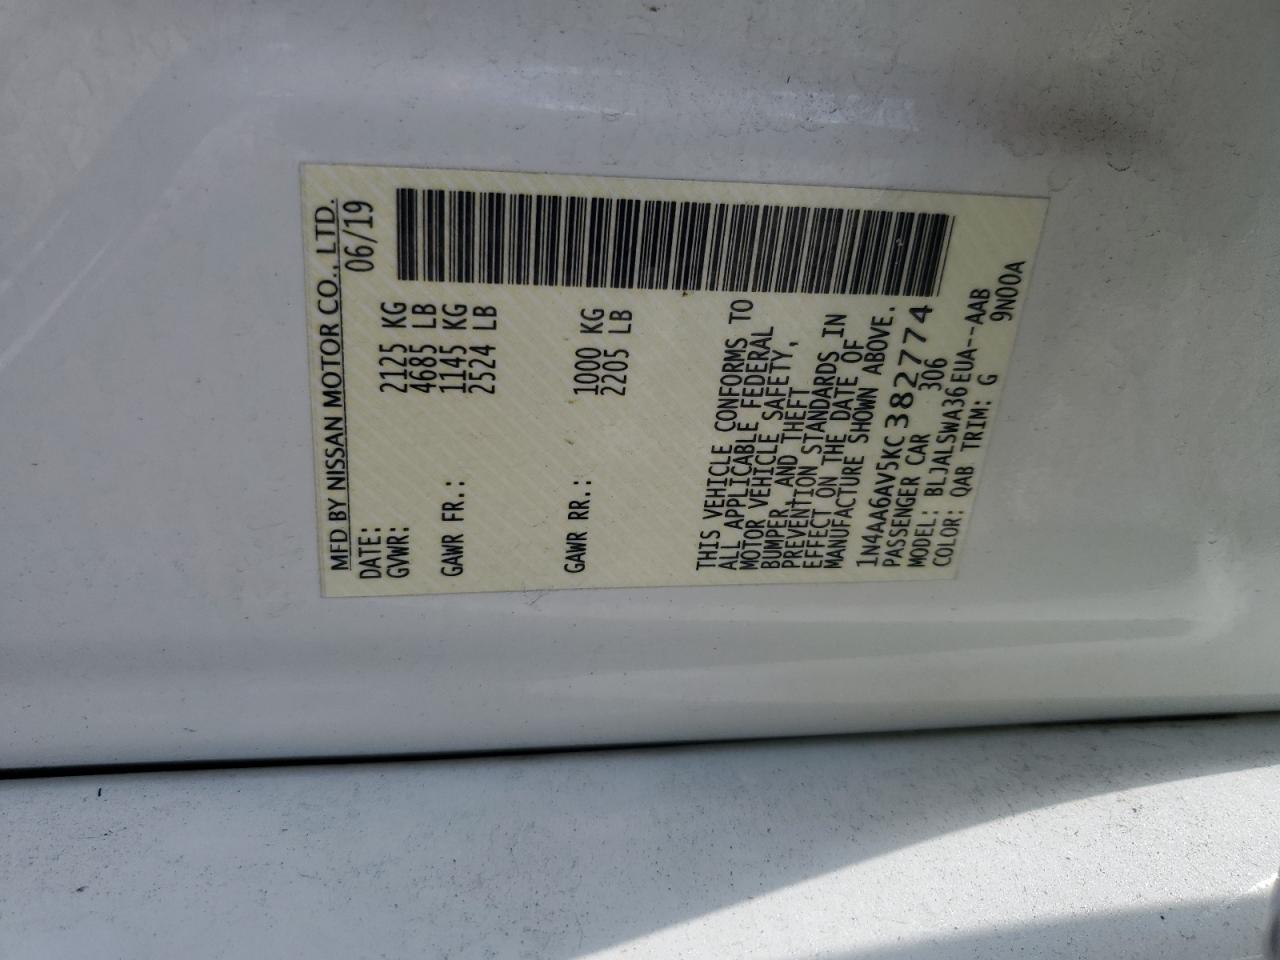 MFD BY NISSAN MOTOR CO., LTD.
DATE: 06/19
GVWR: 2125 KG
4685 LB
GAWR FR.: 1145 KG
2524 LB
GAWR RR.: 1000 KG
2205 LB
THIS VEHICLE CONFORMS TO
ALL APPLICABLE FEDERAL
MOTOR VEHICLE SAFETY,
BUMPER, AND THEFT
PREVENTION STANDARDS IN
EFFECT ON THE DATE OF
MANUFACTURE SHOWN ABOVE.
1N4AA6AV5KC382774
PASSENGER CAR 306
MODEL: BLJALSWA36EUA--AAB
COLOR: QAB TRIM: G 9N00A